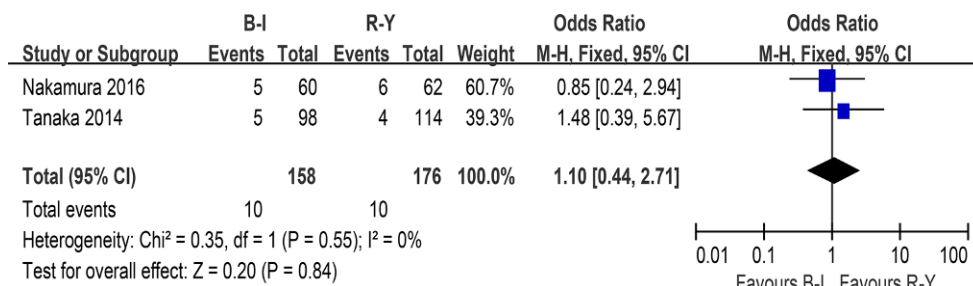 B-I R-Y Odds Ratio Odds Ratio
Study or Subgroup Events Total Events Total Weight M-H, Fixed, 95% CI M-H, Fixed, 95% CI
Nakamura 2016 5 60 6 62 60.7% 0.85 [0.24, 2.94]
Tanaka 2014 5 98 4 114 39.3% 1.48 [0.39, 5.67]
Total (95% CI) 158 176 100.0% 1.10 [0.44, 2.71]
Total events 10 10
Heterogeneity: Chi² = 0.35, df = 1 (P = 0.55); I² = 0%
Test for overall effect: Z = 0.20 (P = 0.84)
0.01 0.1 1 10 100
Favours B-I Favours R-Y